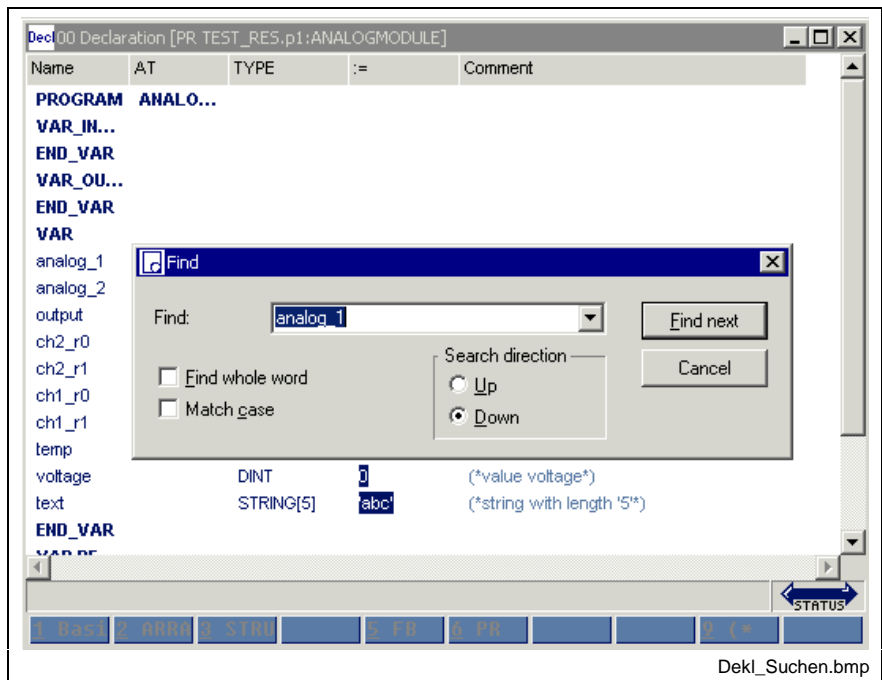 Decl 00 Declaration [PR TEST_RES.p1:ANALOGMODULE]
Name AT TYPE := Comment
PROGRAM ANALO...
VAR_IN...
END_VAR
VAR_OU...
END_VAR
VAR
analog_1
analog_2
output
ch2_r0
ch2_r1
ch1_r0
ch1_r1
temp
Find
Find: analog_1 Find next
Search direction
Find whole word Up Cancel
Match case Down
voltage DINT 0 (*value voltage*)
text STRING[5] 'abc' (*string with length '5'*)
END_VAR
STATUS
1 Basi 2 ARRA 3 STRU 5 FB 6 PR 9 (*
Dekl_Suchen.bmp